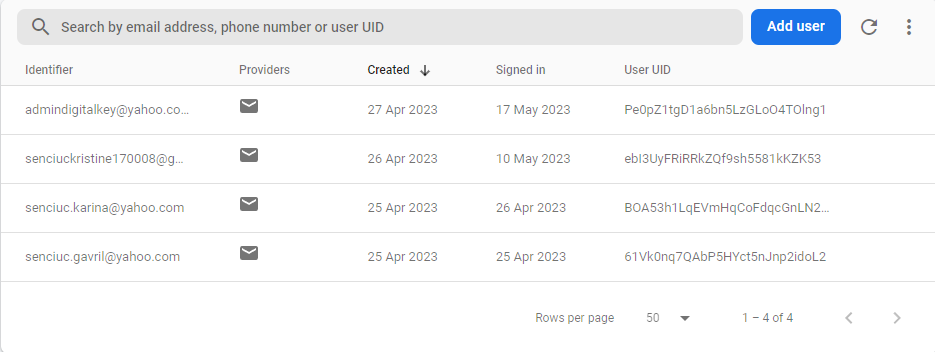 Search by email address, phone number or user UID Add user
Identifier Providers Created Signed in User UID
admindigitalkey@yahoo.co... 27 Apr 2023 17 May 2023 Pe0pZ1tgD1a6bn5LzGLoO4TOlng1
senciuckristine170008@g... 26 Apr 2023 10 May 2023 ebI3UyFRiRRkZQf9sh5581kKZK53
senciuc.karina@yahoo.com 25 Apr 2023 26 Apr 2023 BOA53h1LqEVmHqCoFdqcGnLN2...
senciuc.gavril@yahoo.com 25 Apr 2023 25 Apr 2023 61Vk0nq7QAbP5HYct5nJnp2idoL2
Rows per page 50 1 – 4 of 4